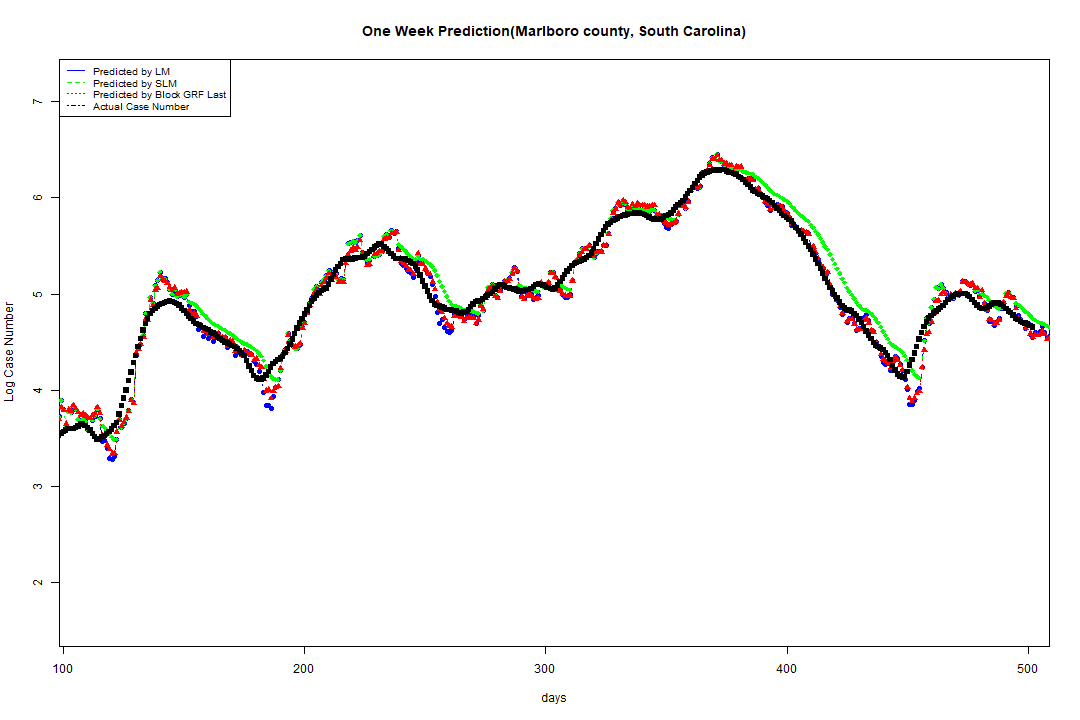 One Week Prediction(Marlboro county, South Carolina)
Predicted by LM
Predicted by SLM
Predicted by Block GRF Last
Actual Case Number
7
6
5
4
3
2
Log Case Number
100 200 300 400 500
days